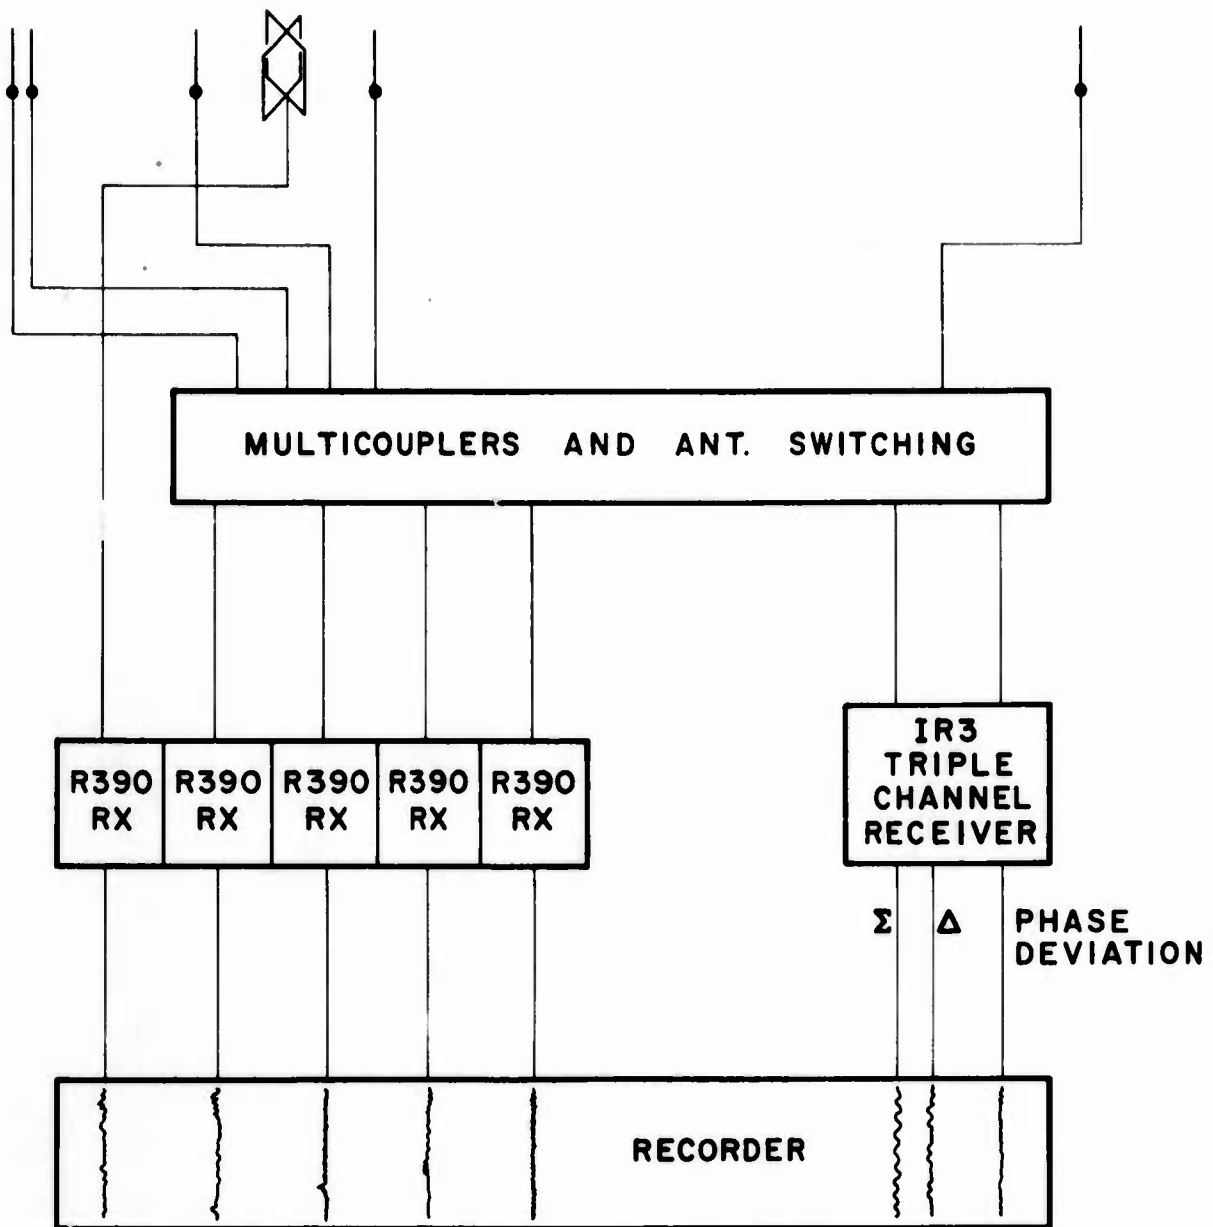 MULTICOUPLERS AND ANT. SWITCHING
R390 RX
R390 RX
R390 RX
R390 RX
R390 RX
IR3
TRIPLE
CHANNEL
RECEIVER
Σ
Δ
PHASE
DEVIATION
RECORDER